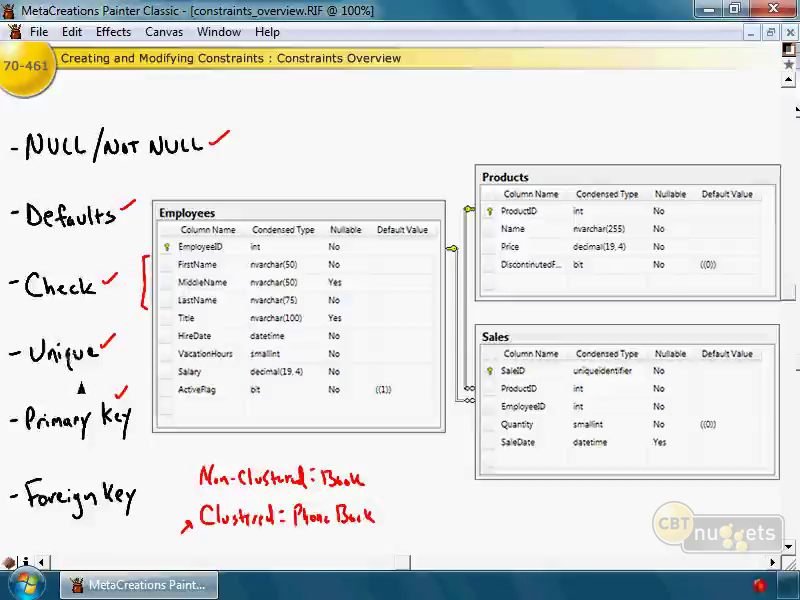 MetaCreations Painter Classic - [constraints_overview.RIF @ 100%]
File Edit Effects Canvas Window Help
70-461
Creating and Modifying Constraints : Constraints Overview
- NULL/NOT NULL
- Defaults
- Check
- Unique
- Primary Key
- Foreign Key
Employees
Column Name Condensed Type Nullable Default Value
EmployeeID int No
FirstName nvarchar(50) No
MiddleName nvarchar(50) Yes
LastName nvarchar(75) No
Title nvarchar(100) Yes
HireDate datetime No
VacationHours smallint No
Salary decimal(19, 4) No
ActiveFlag bit No ((1))
Products
Column Name Condensed Type Nullable Default Value
ProductID int No
Name nvarchar(255) No
Price decimal(19, 4) No
DiscontinuedF... bit No ((0))
Sales
Column Name Condensed Type Nullable Default Value
SaleID uniqueidentifier No
ProductID int No
EmployeeID int No
Quantity smallint No ((0))
SaleDate datetime Yes
Non-Clustered = Book
Clustered = Phone Book
CBT nuggets
MetaCreations Paint...